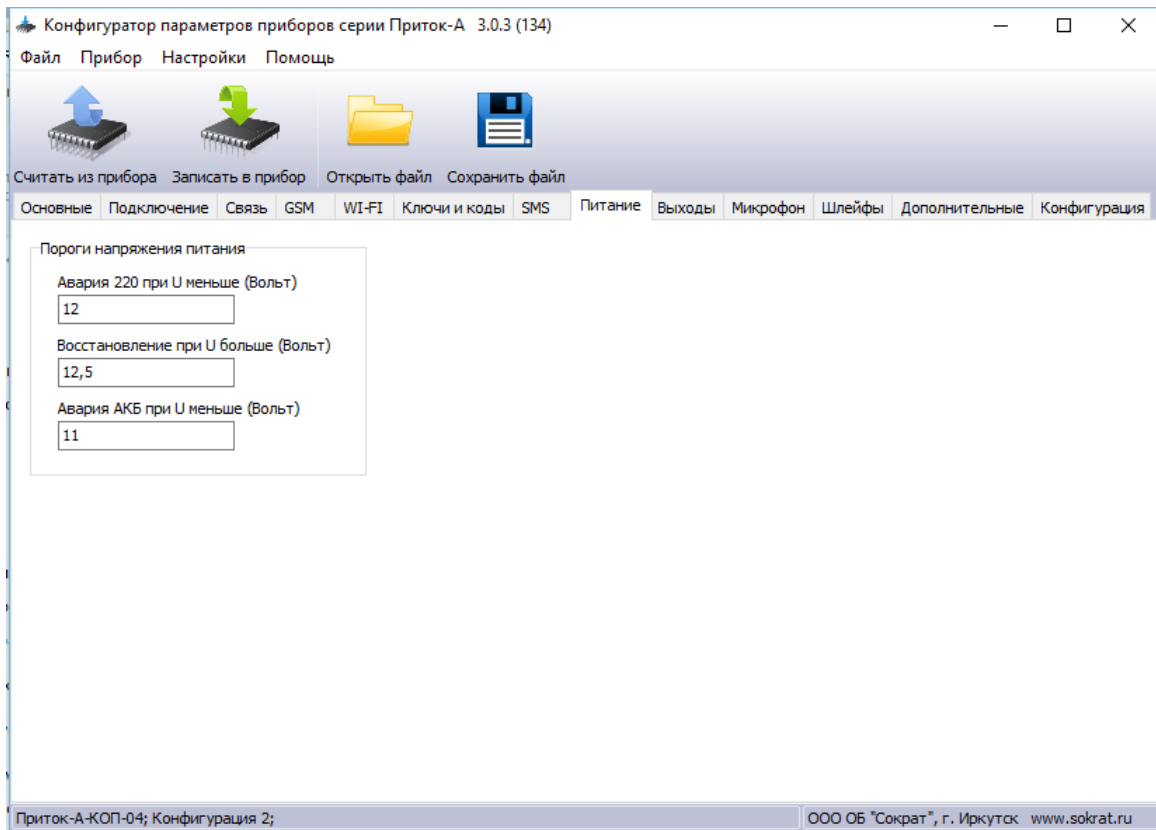 Конфигуратор параметров приборов серии Приток-А 3.0.3 (134)
Файл Прибор Настройки Помощь
Считать из прибора Записать в прибор Открыть файл Сохранить файл
Основные Подключение Связь GSM WI-FI Ключи и коды SMS Питание Выходы Микрофон Шлейфы Дополнительные Конфигурация
Пороги напряжения питания
Авария 220 при U меньше (Вольт)
12
Восстановление при U больше (Вольт)
12,5
Авария АКБ при U меньше (Вольт)
11
Приток-А-КОП-04; Конфигурация 2; ООО ОБ "Сократ", г. Иркутск www.sokrat.ru